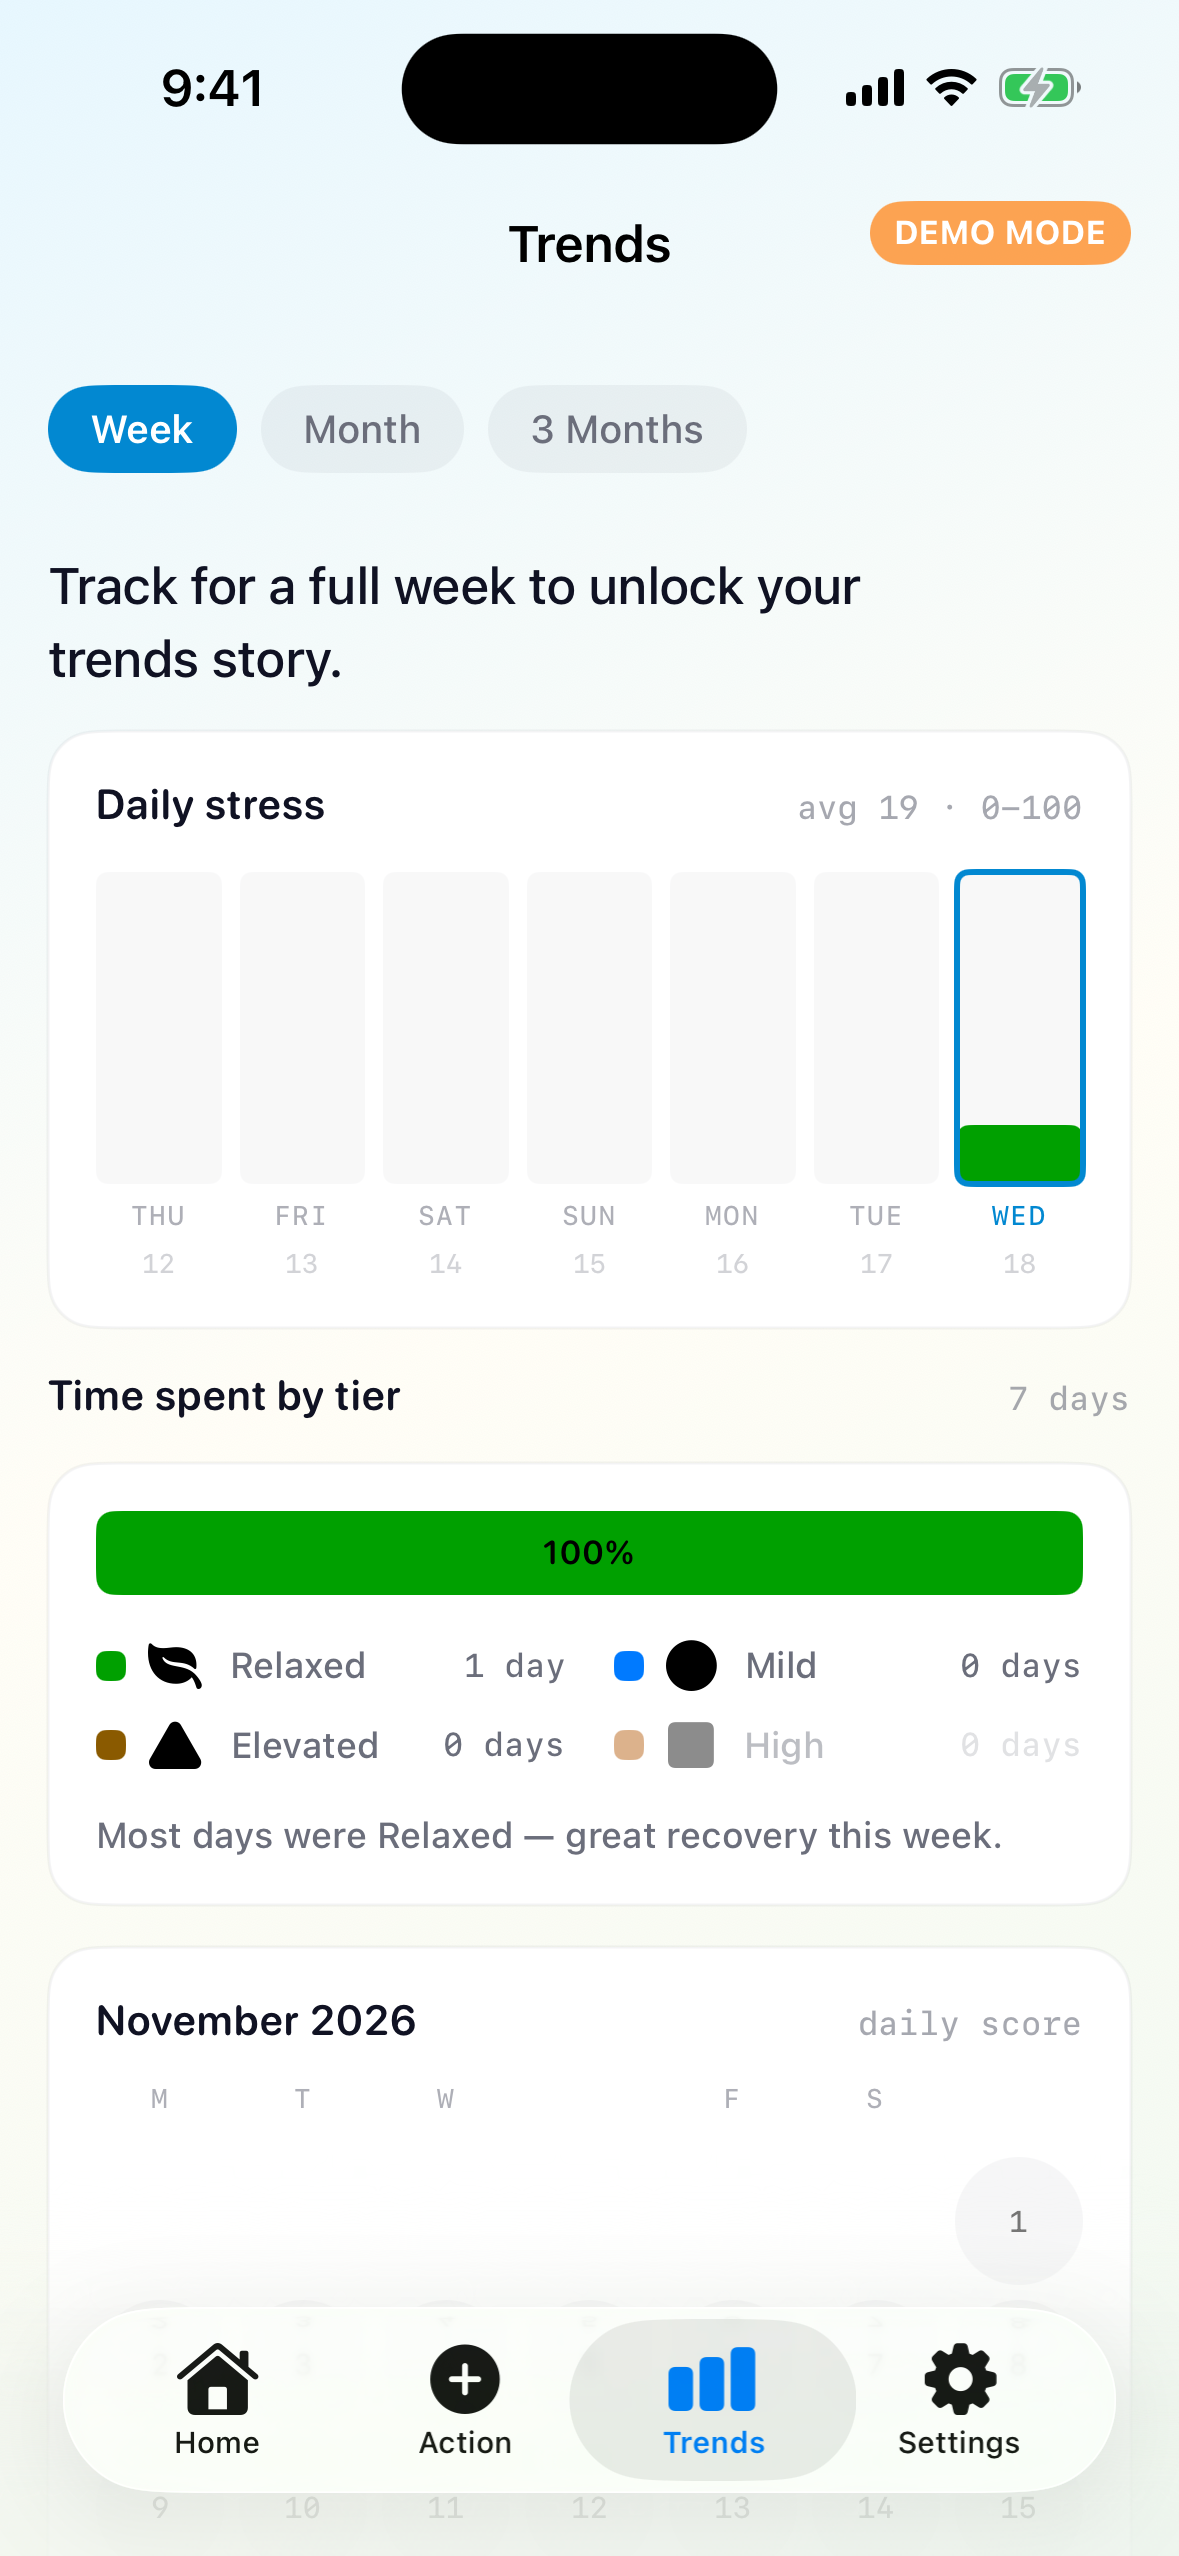 9:41
Trends
DEMO MODE
Week Month 3 Months
Track for a full week to unlock your
trends story.
Daily stress avg 19 · 0–100
THU FRI SAT SUN MON TUE WED
12 13 14 15 16 17 18
Time spent by tier 7 days
100%
Relaxed 1 day Mild 0 days
Elevated 0 days High 0 days
Most days were Relaxed — great recovery this week.
November 2026 daily score
M T W F S
1
2 3 7 8
Home Action Trends Settings
9 10 11 12 13 14 15